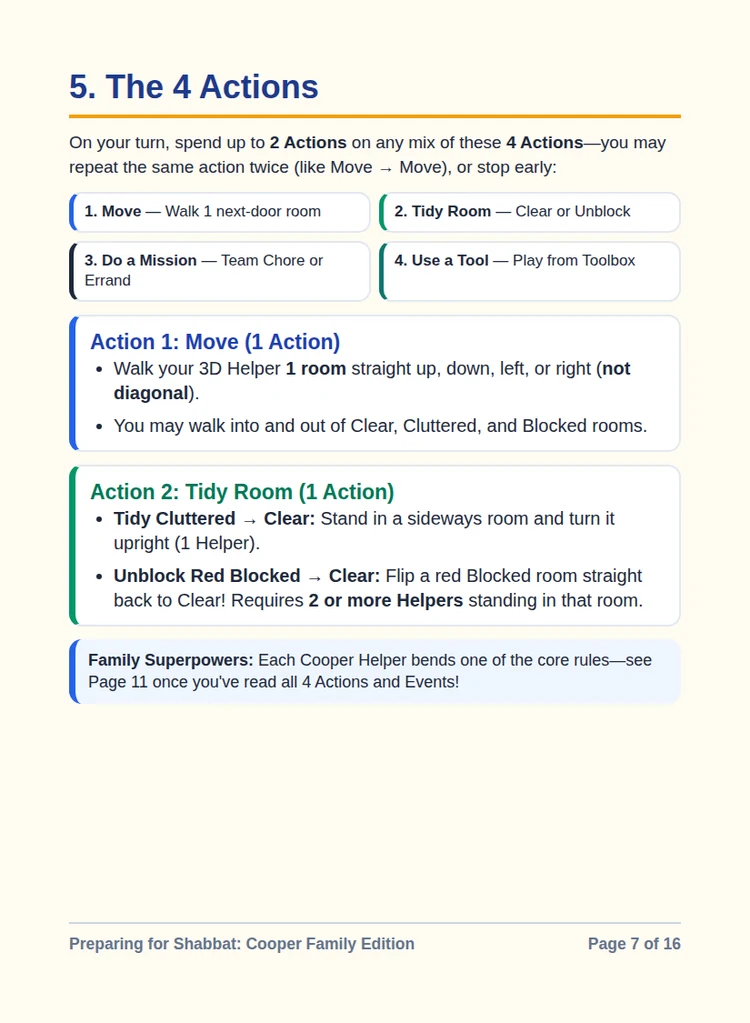 5. The 4 Actions
On your turn, spend up to 2 Actions on any mix of these 4 Actions—you may
repeat the same action twice (like Move → Move), or stop early:
1. Move — Walk 1 next-door room
2. Tidy Room — Clear or Unblock
3. Do a Mission — Team Chore or
Errand
4. Use a Tool — Play from Toolbox
Action 1: Move (1 Action)
• Walk your 3D Helper 1 room straight up, down, left, or right (not
diagonal).
• You may walk into and out of Clear, Cluttered, and Blocked rooms.
Action 2: Tidy Room (1 Action)
• Tidy Cluttered → Clear: Stand in a sideways room and turn it
upright (1 Helper).
• Unblock Red Blocked → Clear: Flip a red Blocked room straight
back to Clear! Requires 2 or more Helpers standing in that room.
Family Superpowers: Each Cooper Helper bends one of the core rules—see
Page 11 once you've read all 4 Actions and Events!
Preparing for Shabbat: Cooper Family Edition
Page 7 of 16